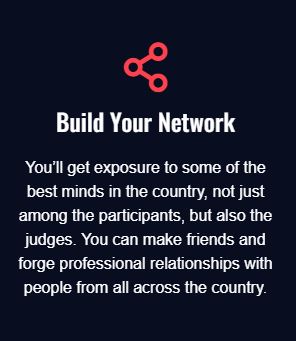 Build Your Network
You’ll get exposure to some of the
best minds in the country, not just
among the participants, but also the
judges. You can make friends and
forge professional relationships with
people from all across the country.